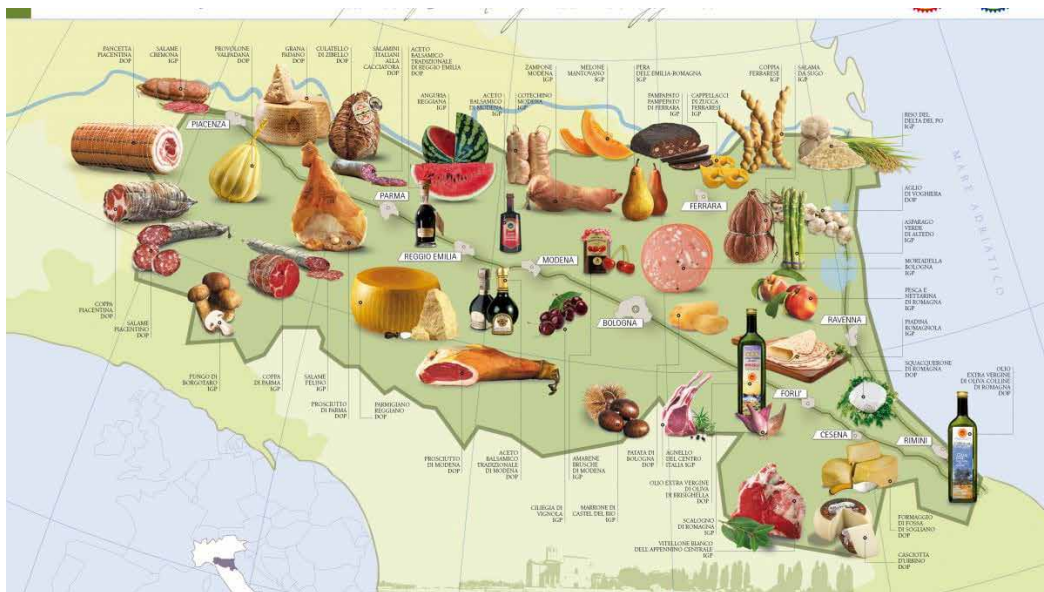 PANCETTA
PIACENTINA
DOP
SALAME
CREMONA
IGP
PROVOLONE
VALPADANA
DOP
GRANA
PADANO
DOP
CULATELLO
DI ZIBELLO
DOP
SALAMINI
ITALIANI
ALLA
CACCIATORA
DOP
ACETO
BALSAMICO
TRADIZIONALE
DI REGGIO EMILIA
DOP
ANGURIA
REGGIANA
IGP
ACETO
BALSAMICO
DI MODENA
IGP
COTECHINO
MODENA
IGP
ZAMPONE
MODENA
IGP
MELONE
MANTOVANO
IGP
PERA
DELL'EMILIA-ROMAGNA
IGP
PAMPAPATO
PAMPEPATO
DI FERRARA
IGP
CAPPELLACCI
DI ZUCCA
FERRARESI
IGP
COPPIA
FERRARESE
IGP
SALAMA
DA SUGO
IGP
RISO DEL
DELTA DEL PO
IGP
AGLIO
DI VOGHIERA
DOP
ASPARAGO
VERDE
DI ALTEDO
IGP
MORTADELLA
BOLOGNA
IGP
PESCA E
NETTARINA
DI ROMAGNA
IGP
PIADINA
ROMAGNOLA
IGP
SQUACQUERONE
DI ROMAGNA
DOP
OLIO
EXTRA VERGINE
DI OLIVA COLLINE
DI ROMAGNA
DOP
MARE ADRIATICO
PIACENZA
PARMA
REGGIO EMILIA
MODENA
FERRARA
BOLOGNA
RAVENNA
FORLI'
CESENA
RIMINI
COPPA
PIACENTINA
DOP
SALAME
PIACENTINO
DOP
FUNGO DI
BORGOTARO
IGP
COPPA
DI PARMA
IGP
SALAME
FELINO
IGP
PROSCIUTTO
DI PARMA
DOP
PARMIGIANO
REGGIANO
DOP
PROSCIUTTO
DI MODENA
DOP
ACETO
BALSAMICO
TRADIZIONALE
DI MODENA
DOP
CILIEGIA DI
VIGNOLA
IGP
AMARENE
BRUSCHE
DI MODENA
IGP
MARRONE DI
CASTEL DEL RIO
IGP
PATATA DI
BOLOGNA
DOP
AGNELLO
DEL CENTRO
ITALIA IGP
OLIO EXTRA VERGINE
DI OLIVA
DI BRISIGHELLA
DOP
SCALOGNO
DI ROMAGNA
IGP
VITELLONE BIANCO
DELL'APPENNINO CENTRALE
IGP
FORMAGGIO
DI FOSSA
DI SOGLIANO
DOP
CASCIOTTA
D'URBINO
DOP